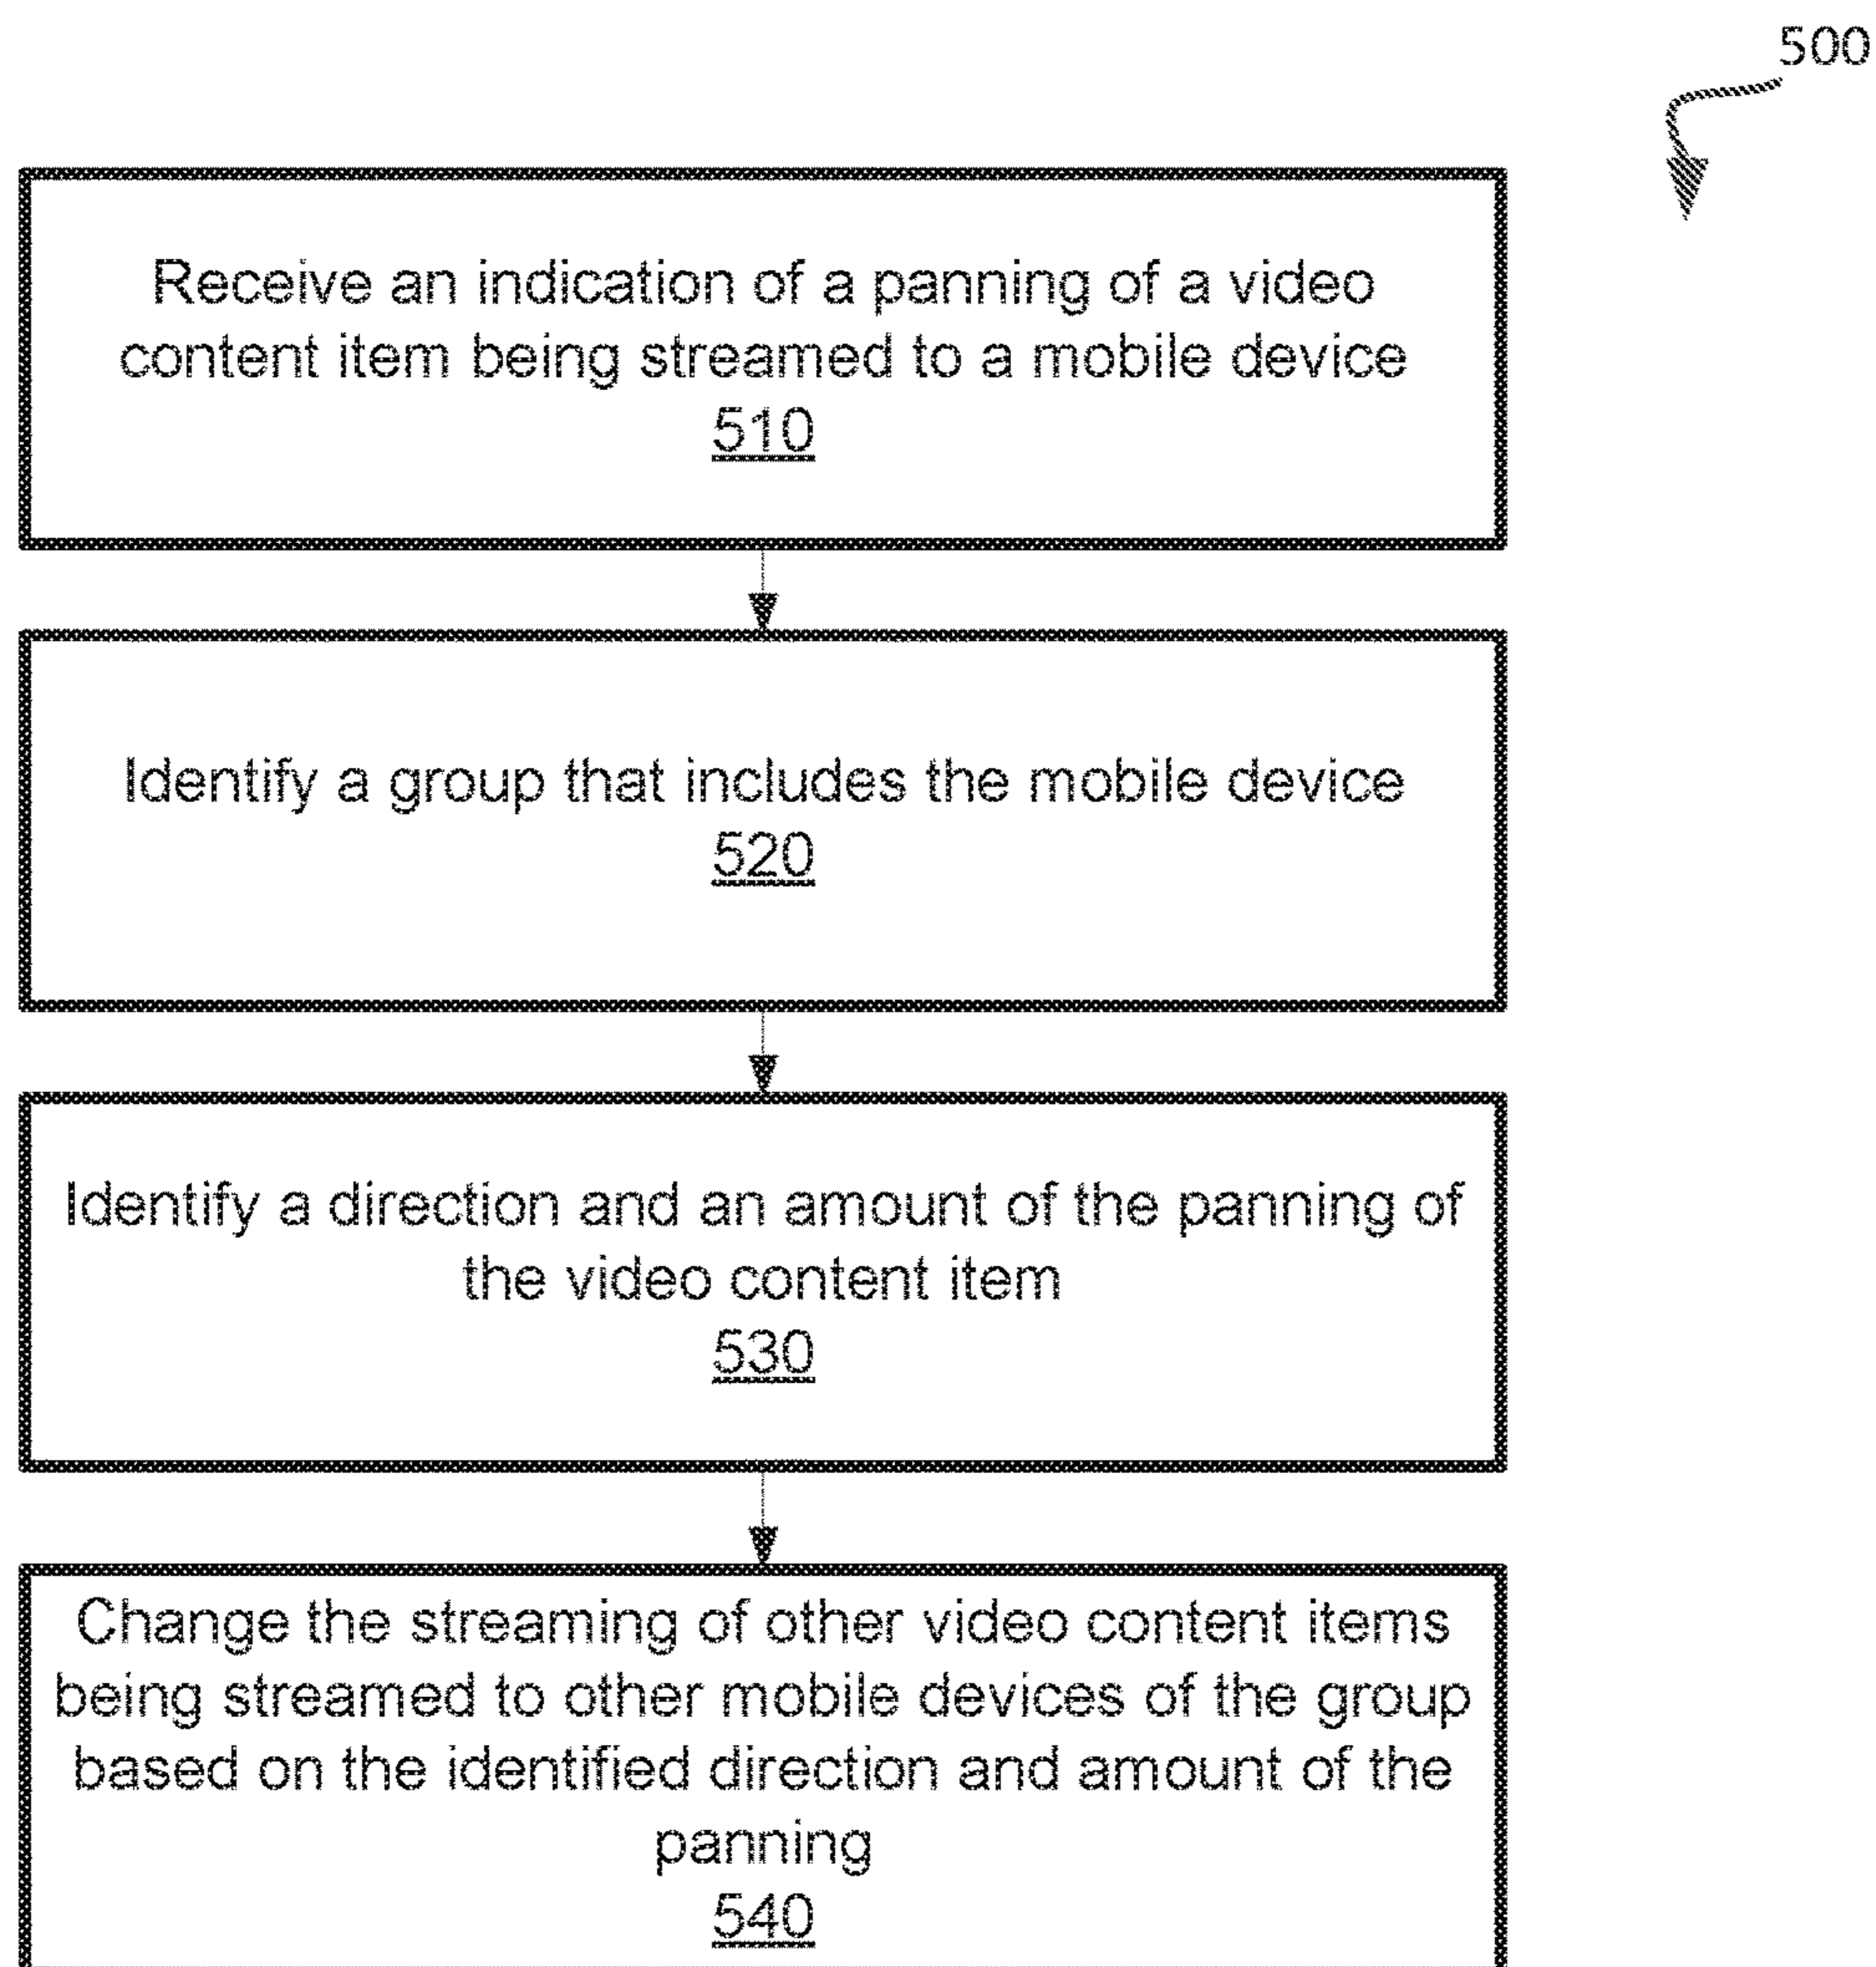 500
Receive an indication of a panning of a video
content item being streamed to a mobile device
510
Identify a group that includes the mobile device
520
Identify a direction and an amount of the panning of
the video content item
530
Change the streaming of other video content items
being streamed to other mobile devices of the group
based on the identified direction and amount of the
panning
540